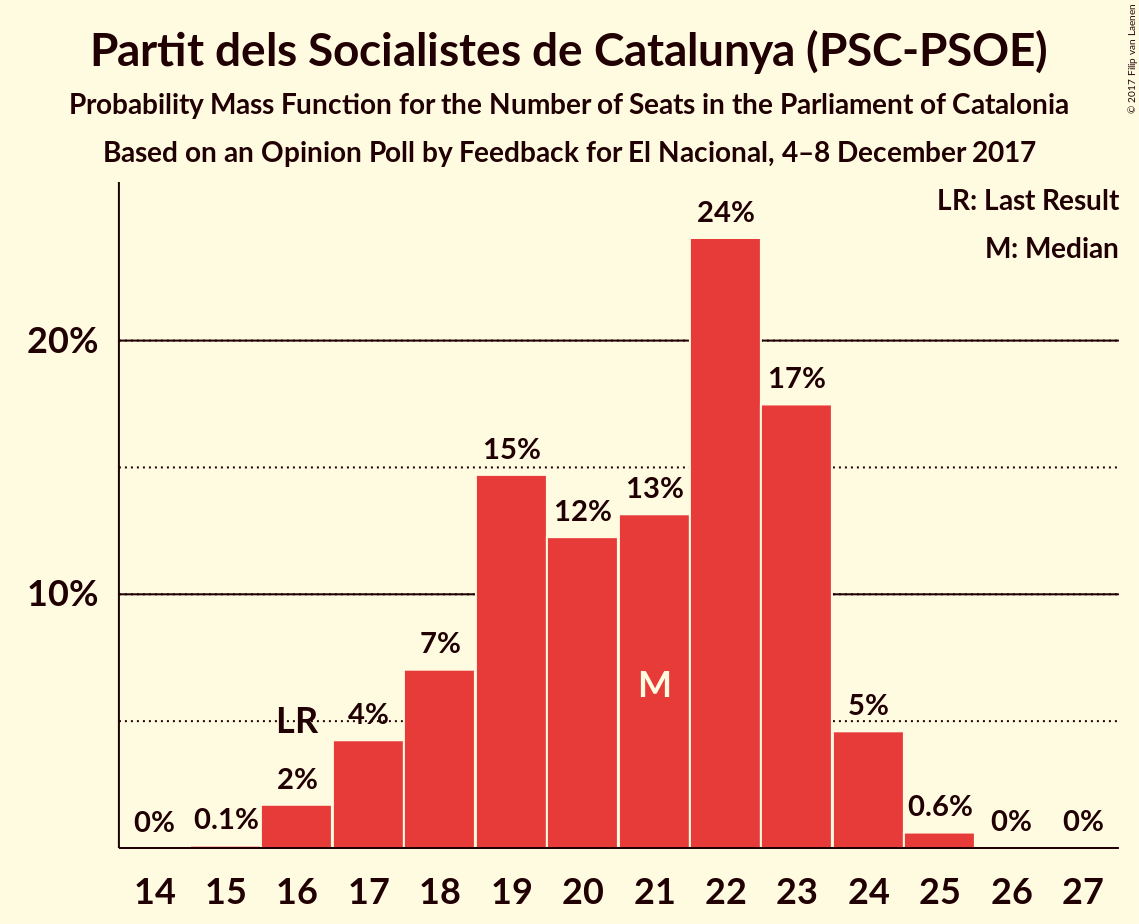 Partit dels Socialistes de Catalunya (PSC-PSOE)
Probability Mass Function for the Number of Seats in the Parliament of Catalonia
Based on an Opinion Poll by Feedback for El Nacional, 4–8 December 2017
© 2017 Filip van Laenen
LR: Last Result
M: Median
24%
20%
17%
15%
13%
12%
10%
7%
M
LR
4%
5%
2%
0%
0.1%
0.6%
0%
0%
14 15 16 17 18 19 20 21 22 23 24 25 26 27